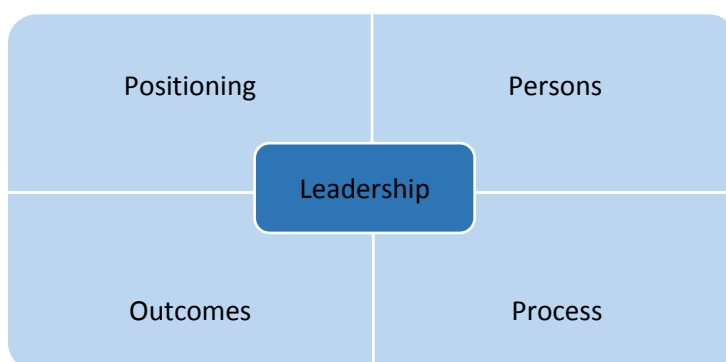 Positioning
Persons
Leadership
Outcomes
Process